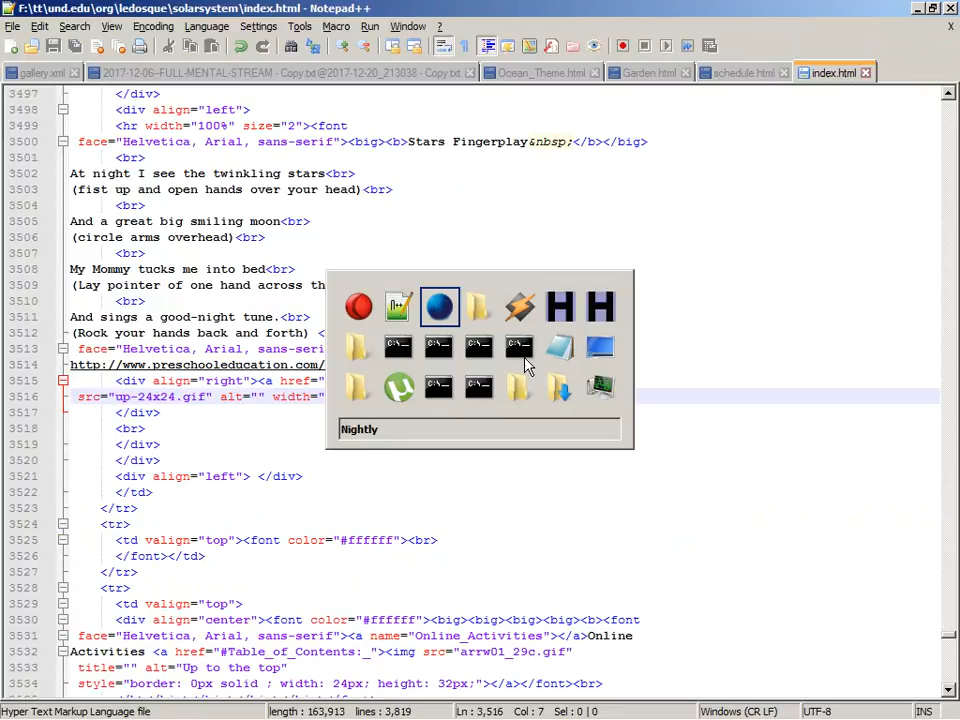 F:\tt\und.edu\org\ledosque\solarsystem\index.html - Notepad++
File Edit Search View Encoding Language Settings Tools Macro Run Window ? X
gallery.xml 2017-12-06--FULL-MENTAL-STREAM - Copy.txt@2017-12-20_213038 - Copy.txt Ocean_Theme.html Garden.html schedule.html index.html
3497 </div>
3498 <div align="left">
3499 <hr width="100%" size="2"><font
3500 face="Helvetica, Arial, sans-serif"><big><b>Stars Fingerplay&nbsp;</b></big>
3501 <br>
3502 At night I see the twinkling stars<br>
3503 (fist up and open hands over your head)<br>
3504 <br>
3505 And a great big smiling moon<br>
3506 (circle arms overhead)<br>
3507 <br>
3508 My Mommy tucks me into bed<br>
3509 (Lay pointer of one hand across th
3510 <br>
3511 And sings a good-night tune.<br>
3512 (Rock your hands back and forth) <
3513 face="Helvetica, Arial, sans-serif
3514 http://www.preschooleducation.com/
3515 <div align="right"><a href="
3516 src="up-24x24.gif" alt="" width="
3517 </div>
3518 <br>
3519 </div>
3520 </div>
3521 <div align="left"> </div>
3522 </td>
3523 </tr>
3524 <tr>
3525 <td valign="top"><font color="#ffffff"><br>
3526 </font></td>
3527 </tr>
3528 <tr>
3529 <td valign="top">
3530 <div align="center"><font color="#ffffff"><big><big><big><big><b><font
3531 face="Helvetica, Arial, sans-serif"><a name="Online_Activities"></a>Online
3532 Activities <a href="#Table_of_Contents:_"><img src="arrw01_29c.gif"
3533 title="" alt="Up to the top"
3534 style="border: 0px solid ; width: 24px; height: 32px;"></a></font><br>
Nightly
Hyper Text Markup Language file length : 163,913 lines : 3,819 Ln : 3,516 Col : 7 Sel : 0 | 0 Windows (CR LF) UTF-8 INS